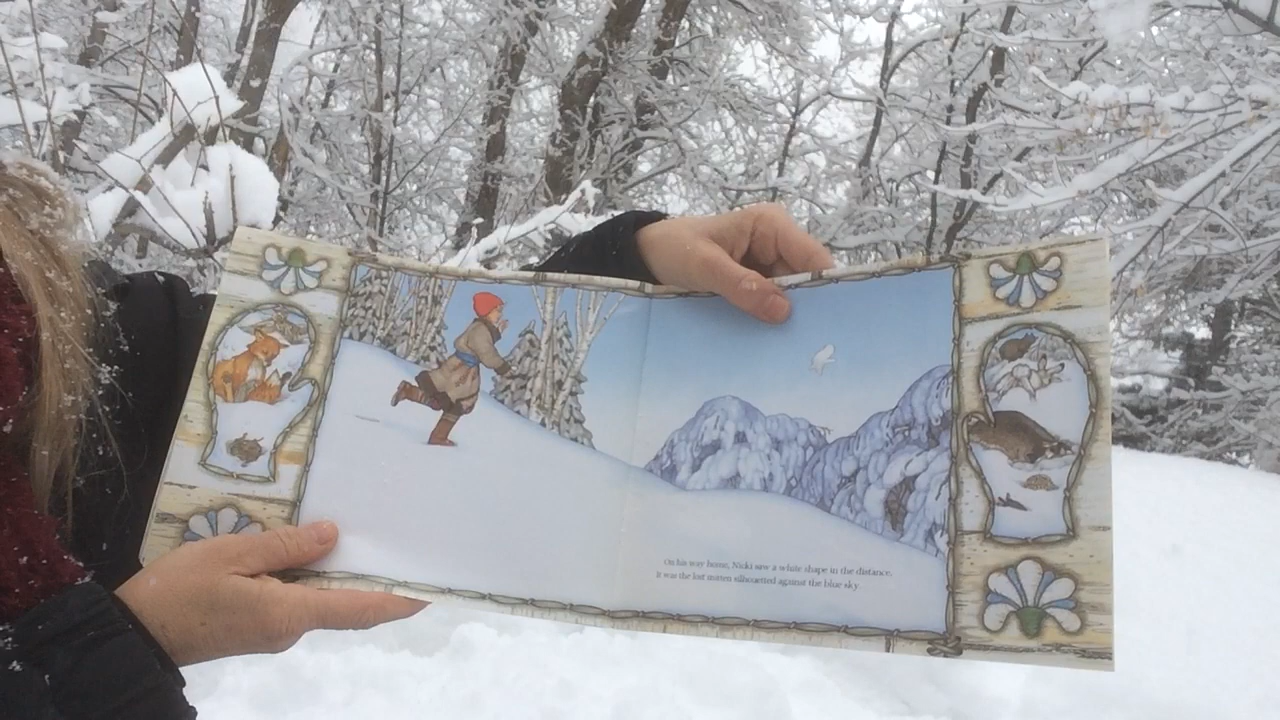 On his way home, Nicki saw a white shape in the distance.
It was the lost mitten silhouetted against the blue sky.